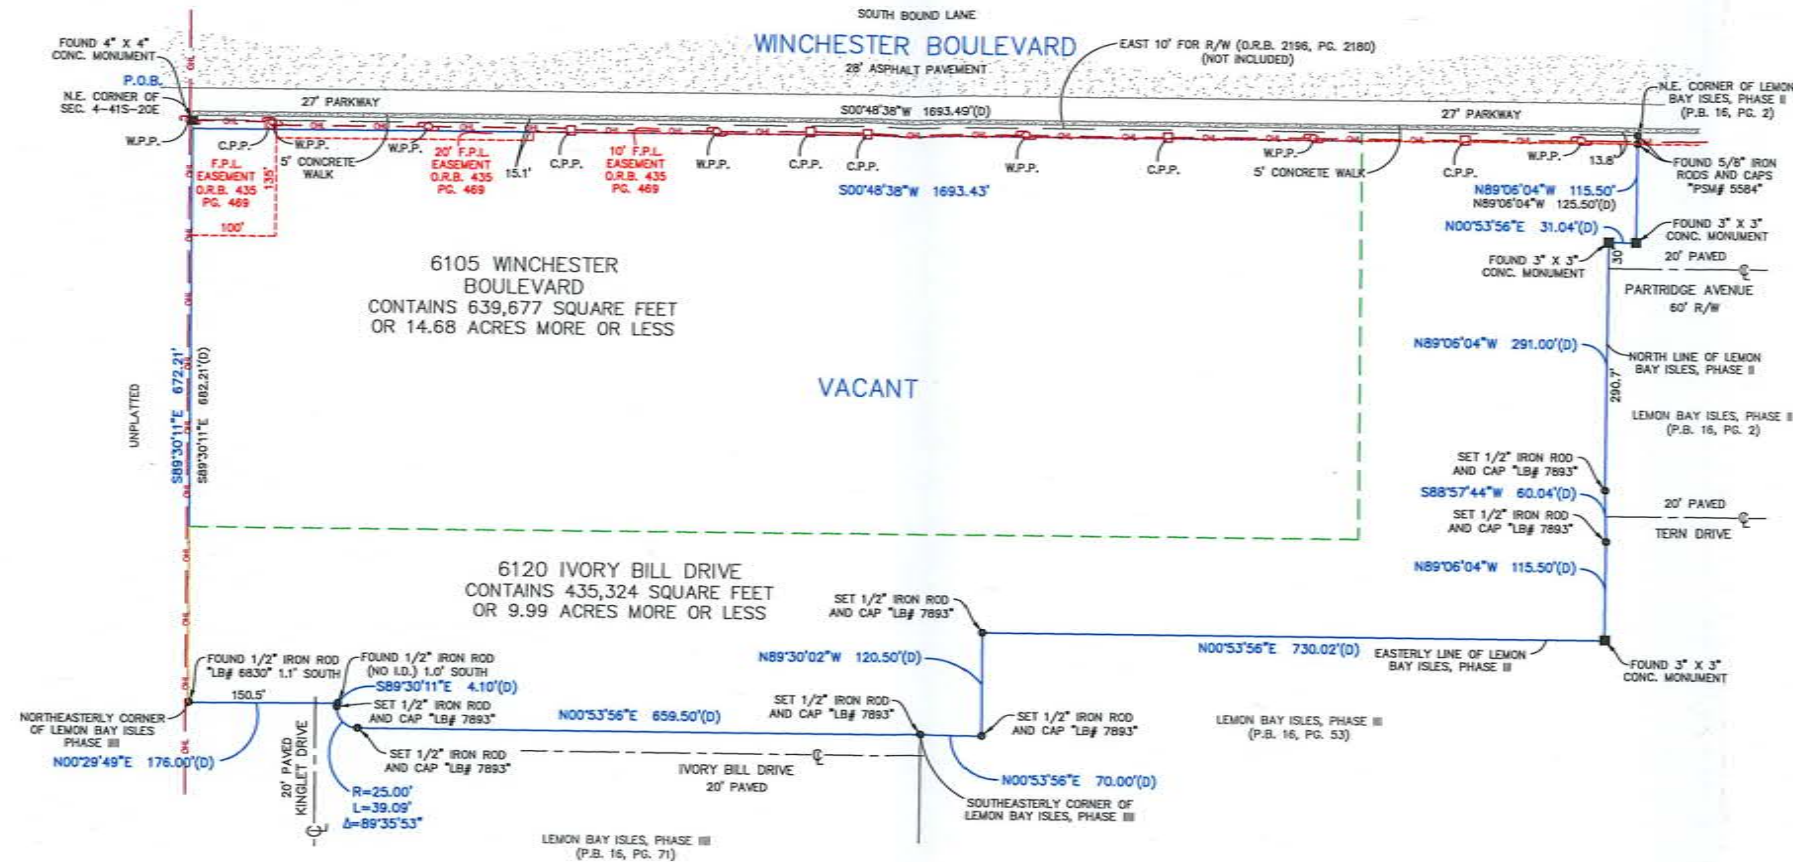 SOUTH BOUND LANE
WINCHESTER BOULEVARD
28' ASPHALT PAVEMENT
EAST 10' FOR R/W (O.R.B. 2196, PG. 2180)
(NOT INCLUDED)
FOUND 4" X 4"
CONC. MONUMENT
P.O.B.
N.E. CORNER OF
SEC. 4-41S-20E
W.P.P.
27' PARKWAY
S00°48'38"W 1693.49'(D)
27' PARKWAY
N.E. CORNER OF LEMON
BAY ISLES, PHASE II
(P.B. 16, PG. 2)
OHL
C.P.P.
W.P.P.
5' CONCRETE
WALK
W.P.P.
15.1'
C.P.P.
W.P.P.
C.P.P.
C.P.P.
W.P.P.
C.P.P.
W.P.P.
5' CONCRETE WALK
C.P.P.
W.P.P.
13.8'
F.P.L.
EASEMENT
O.R.B. 435
PG. 469
135'
100'
20' F.P.L.
EASEMENT
O.R.B. 435
PG. 469
10' F.P.L.
EASEMENT
O.R.B. 435
PG. 469
S00°48'38"W 1693.43'
FOUND 5/8" IRON
RODS AND CAPS
"PSM# 5584"
N89°06'04"W 115.50'
N89°06'04"W 125.50'(D)
N00°53'56"E 31.04'(D)
FOUND 3" X 3"
CONC. MONUMENT
FOUND 3" X 3"
CONC. MONUMENT
30'
20' PAVED
PARTRIDGE AVENUE
60' R/W
6105 WINCHESTER
BOULEVARD
CONTAINS 639,677 SQUARE FEET
OR 14.68 ACRES MORE OR LESS
VACANT
UNPLATTED
S89°30'11"E 672.21'
S89°30'11"E 682.21'(D)
N89°06'04"W 291.00'(D)
NORTH LINE OF LEMON
BAY ISLES, PHASE II
290.7'
LEMON BAY ISLES, PHASE II
(P.B. 16, PG. 2)
SET 1/2" IRON ROD
AND CAP "LB# 7893"
S88°57'44"W 60.04'(D)
SET 1/2" IRON ROD
AND CAP "LB# 7893"
20' PAVED
TERN DRIVE
N89°06'04"W 115.50'(D)
6120 IVORY BILL DRIVE
CONTAINS 435,324 SQUARE FEET
OR 9.99 ACRES MORE OR LESS
SET 1/2" IRON ROD
AND CAP "LB# 7893"
N89°30'02"W 120.50'(D)
N00°53'56"E 730.02'(D)
EASTERLY LINE OF LEMON
BAY ISLES, PHASE III
FOUND 3" X 3"
CONC. MONUMENT
FOUND 1/2" IRON ROD
"LB# 6830" 1.1' SOUTH
150.5'
FOUND 1/2" IRON ROD
(NO I.D.) 1.0' SOUTH
S89°30'11"E 4.10'(D)
SET 1/2" IRON ROD
AND CAP "LB# 7893"
N00°53'56"E 659.50'(D)
SET 1/2" IRON ROD
AND CAP "LB# 7893"
SET 1/2" IRON ROD
AND CAP "LB# 7893"
LEMON BAY ISLES, PHASE III
(P.B. 16, PG. 53)
NORTHEASTERLY CORNER
OF LEMON BAY ISLES
PHASE IIII
N00°29'49"E 176.00'(D)
20' PAVED
KINGLET DRIVE
SET 1/2" IRON ROD
AND CAP "LB# 7893"
R=25.00'
L=39.09'
Δ=89°35'53"
IVORY BILL DRIVE
20' PAVED
N00°53'56"E 70.00'(D)
SOUTHEASTERLY CORNER OF
LEMON BAY ISLES, PHASE IIII
LEMON BAY ISLES, PHASE IIII
(P.B. 16, PG. 71)